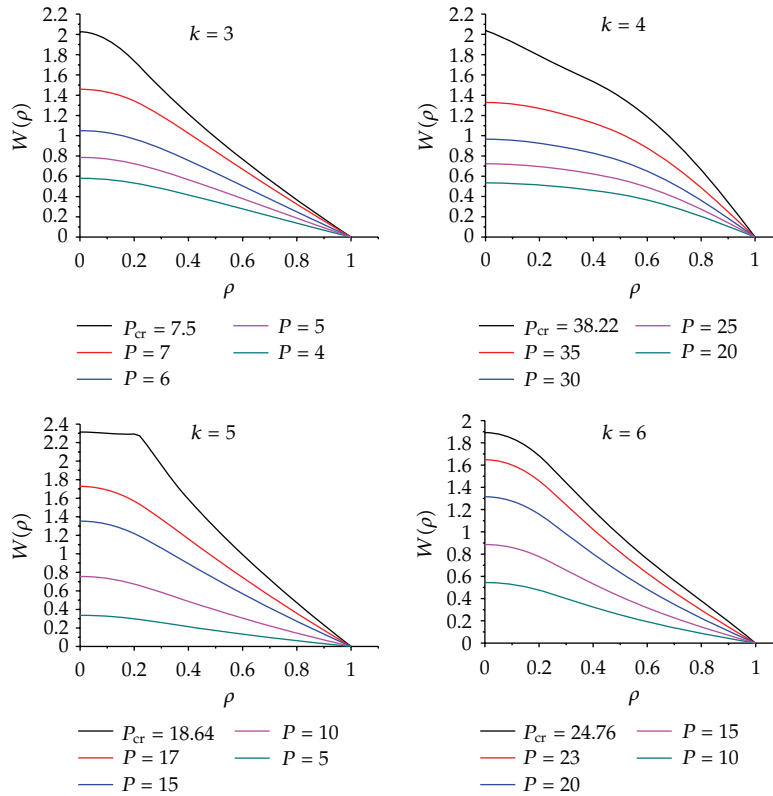 k = 3
2.2
2
1.8
1.6
1.4
1.2
1
0.8
0.6
0.4
0.2
0
W(ρ)
0 0.2 0.4 0.6 0.8 1
ρ
P_cr = 7.5
P = 7
P = 6
P = 5
P = 4
k = 4
2.2
2
1.8
1.6
1.4
1.2
1
0.8
0.6
0.4
0.2
0
W(ρ)
0 0.2 0.4 0.6 0.8 1
ρ
P_cr = 38.22
P = 35
P = 30
P = 25
P = 20
k = 5
2.4
2.2
2
1.8
1.6
1.4
1.2
1
0.8
0.6
0.4
0.2
0
W(ρ)
0 0.2 0.4 0.6 0.8 1
ρ
P_cr = 18.64
P = 17
P = 15
P = 10
P = 5
k = 6
2
1.8
1.6
1.4
1.2
1
0.8
0.6
0.4
0.2
0
W(ρ)
0 0.2 0.4 0.6 0.8 1
ρ
P_cr = 24.76
P = 23
P = 20
P = 15
P = 10